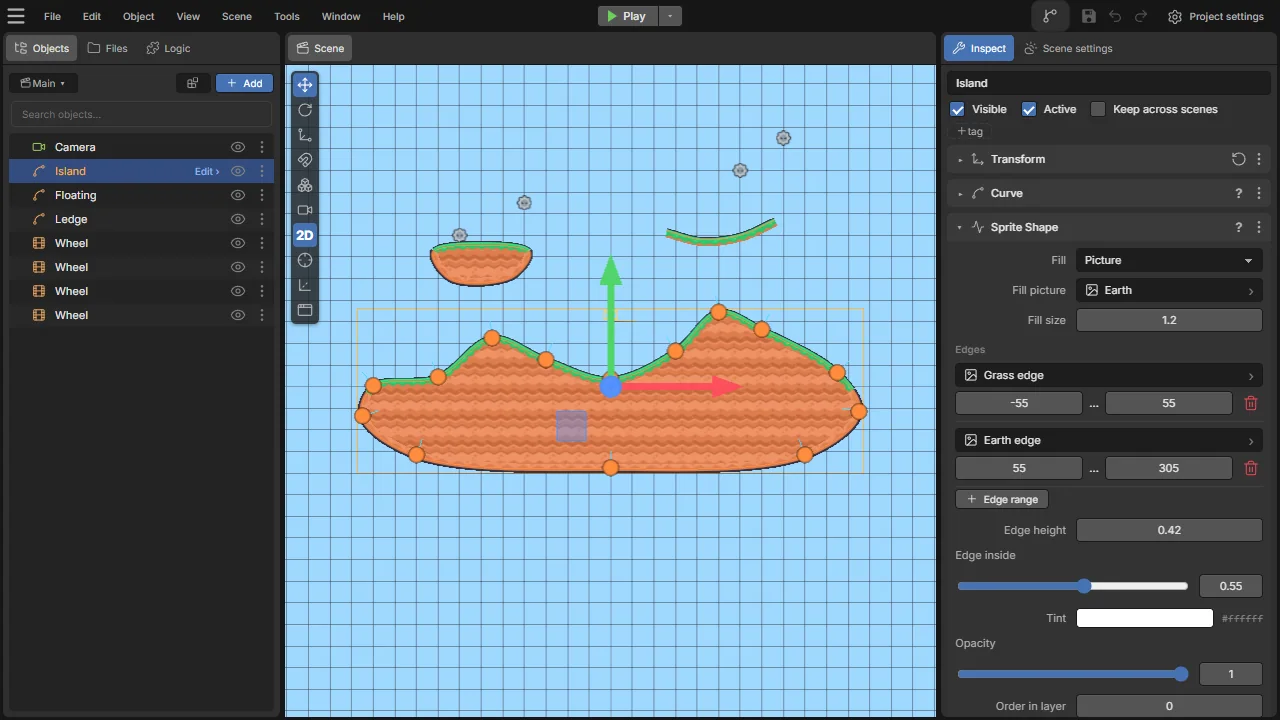 File Edit Object View Scene Tools Window Help
Play
Project settings
Objects Files Logic
Scene
Inspect Scene settings
Main
Add
Search objects...
Camera
Island Edit ›
Floating
Ledge
Wheel
Wheel
Wheel
Wheel
2D
Island
Visible Active Keep across scenes
+ tag
Transform
Curve ?
Sprite Shape ?
Fill Picture
Fill picture Earth
Fill size 1.2
Edges
Grass edge
-55 ... 55
Earth edge
55 ... 305
+ Edge range
Edge height 0.42
Edge inside
0.55
Tint #ffffff
Opacity
1
Order in layer 0